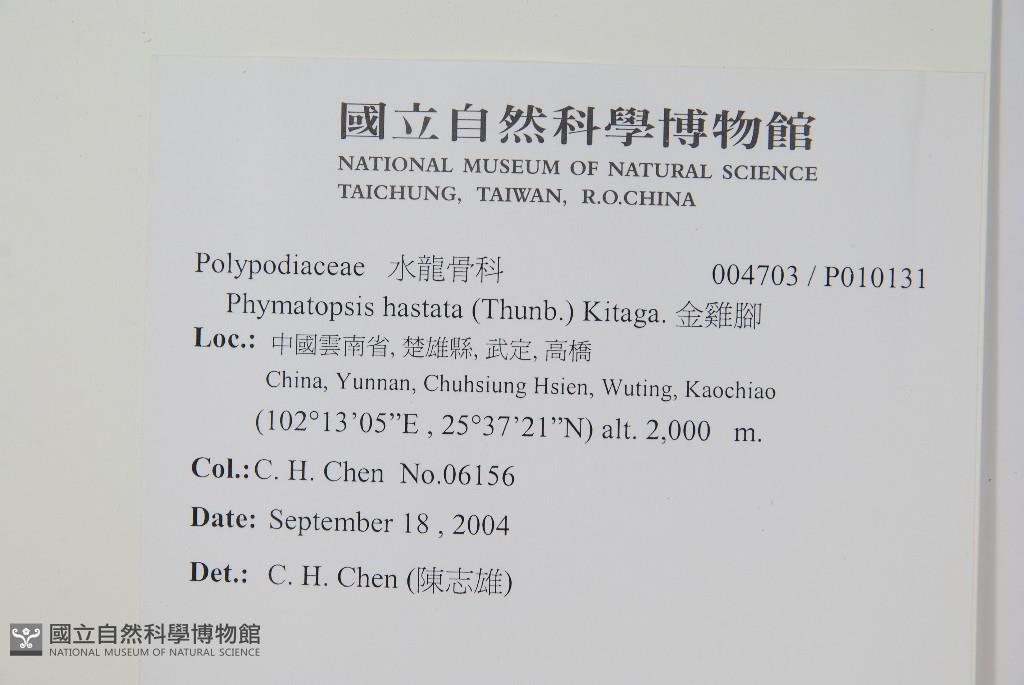 國立自然科學博物館
NATIONAL MUSEUM OF NATURAL SCIENCE
TAICHUNG, TAIWAN, R.O.CHINA
Polypodiaceae 水龍骨科 004703 / P010131
Phymatopsis hastata (Thunb.) Kitaga. 金雞腳
Loc.: 中國雲南省, 楚雄縣, 武定, 高橋
China, Yunnan, Chuhsiung Hsien, Wuting, Kaochiao
(102°13’05”E , 25°37’21”N) alt. 2,000 m.
Col.: C. H. Chen No.06156
Date: September 18 , 2004
Det.: C. H. Chen (陳志雄)
國立自然科學博物館
NATIONAL MUSEUM OF NATURAL SCIENCE